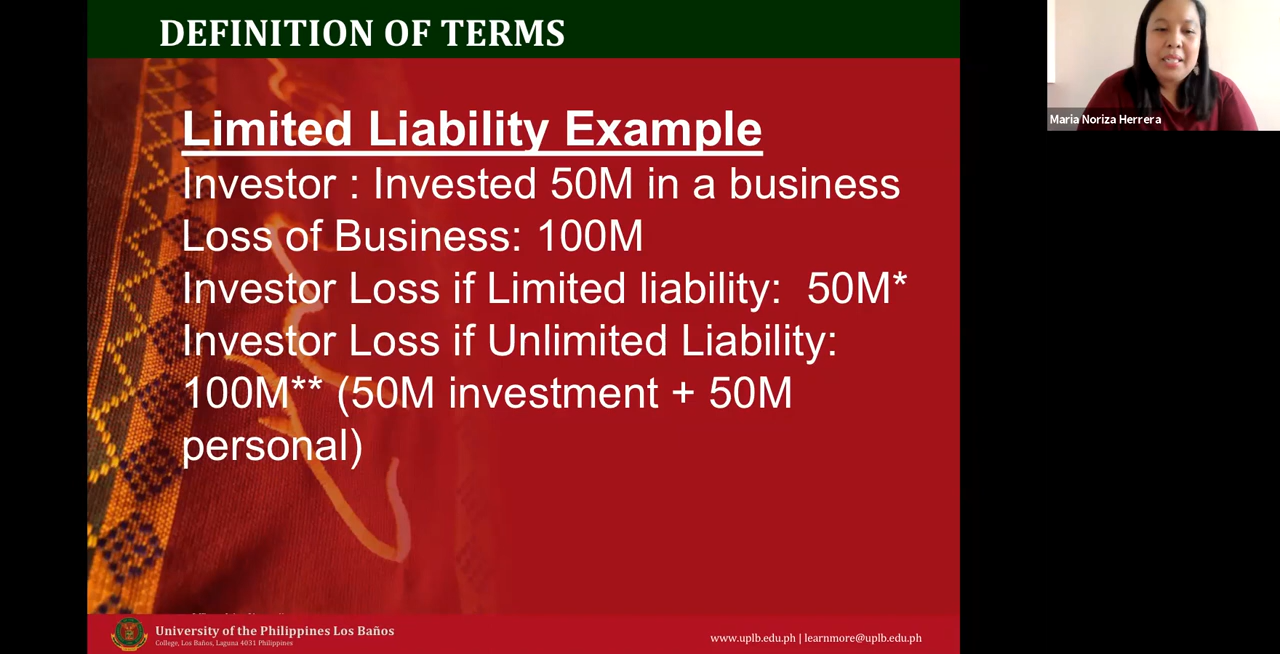 DEFINITION OF TERMS
Limited Liability Example
Investor : Invested 50M in a business
Loss of Business: 100M
Investor Loss if Limited liability: 50M*
Investor Loss if Unlimited Liability:
100M** (50M investment + 50M
personal)
Maria Noriza Herrera
University of the Philippines Los Baños
College, Los Baños, Laguna 4031 Philippines
www.uplb.edu.ph | learnmore@uplb.edu.ph